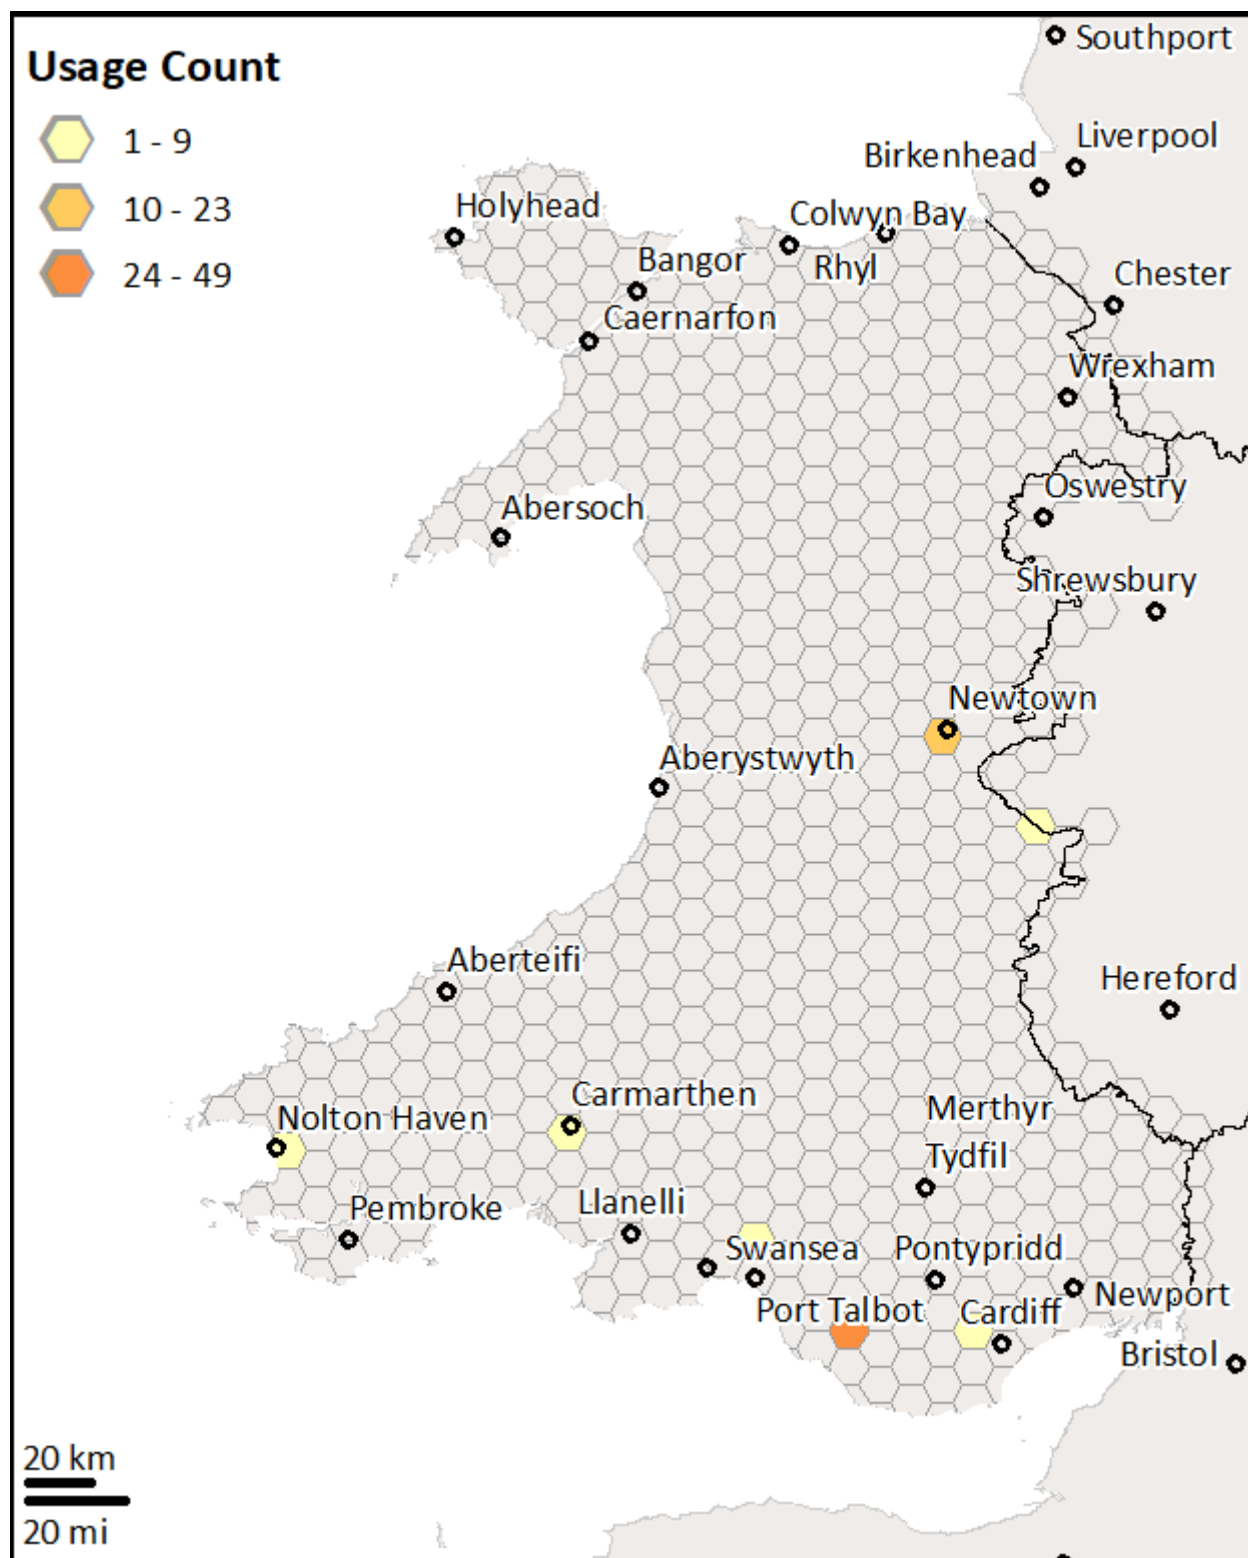 Usage Count
1 - 9
10 - 23
24 - 49
Southport
Liverpool
Birkenhead
Holyhead
Colwyn Bay
Bangor
Rhyl
Chester
Caernarfon
Wrexham
Oswestry
Abersoch
Shrewsbury
Newtown
Aberystwyth
Aberteifi
Hereford
Carmarthen
Merthyr
Tydfil
Nolton Haven
Pembroke
Llanelli
Swansea
Pontypridd
Newport
Port Talbot
Cardiff
Bristol
20 km
20 mi